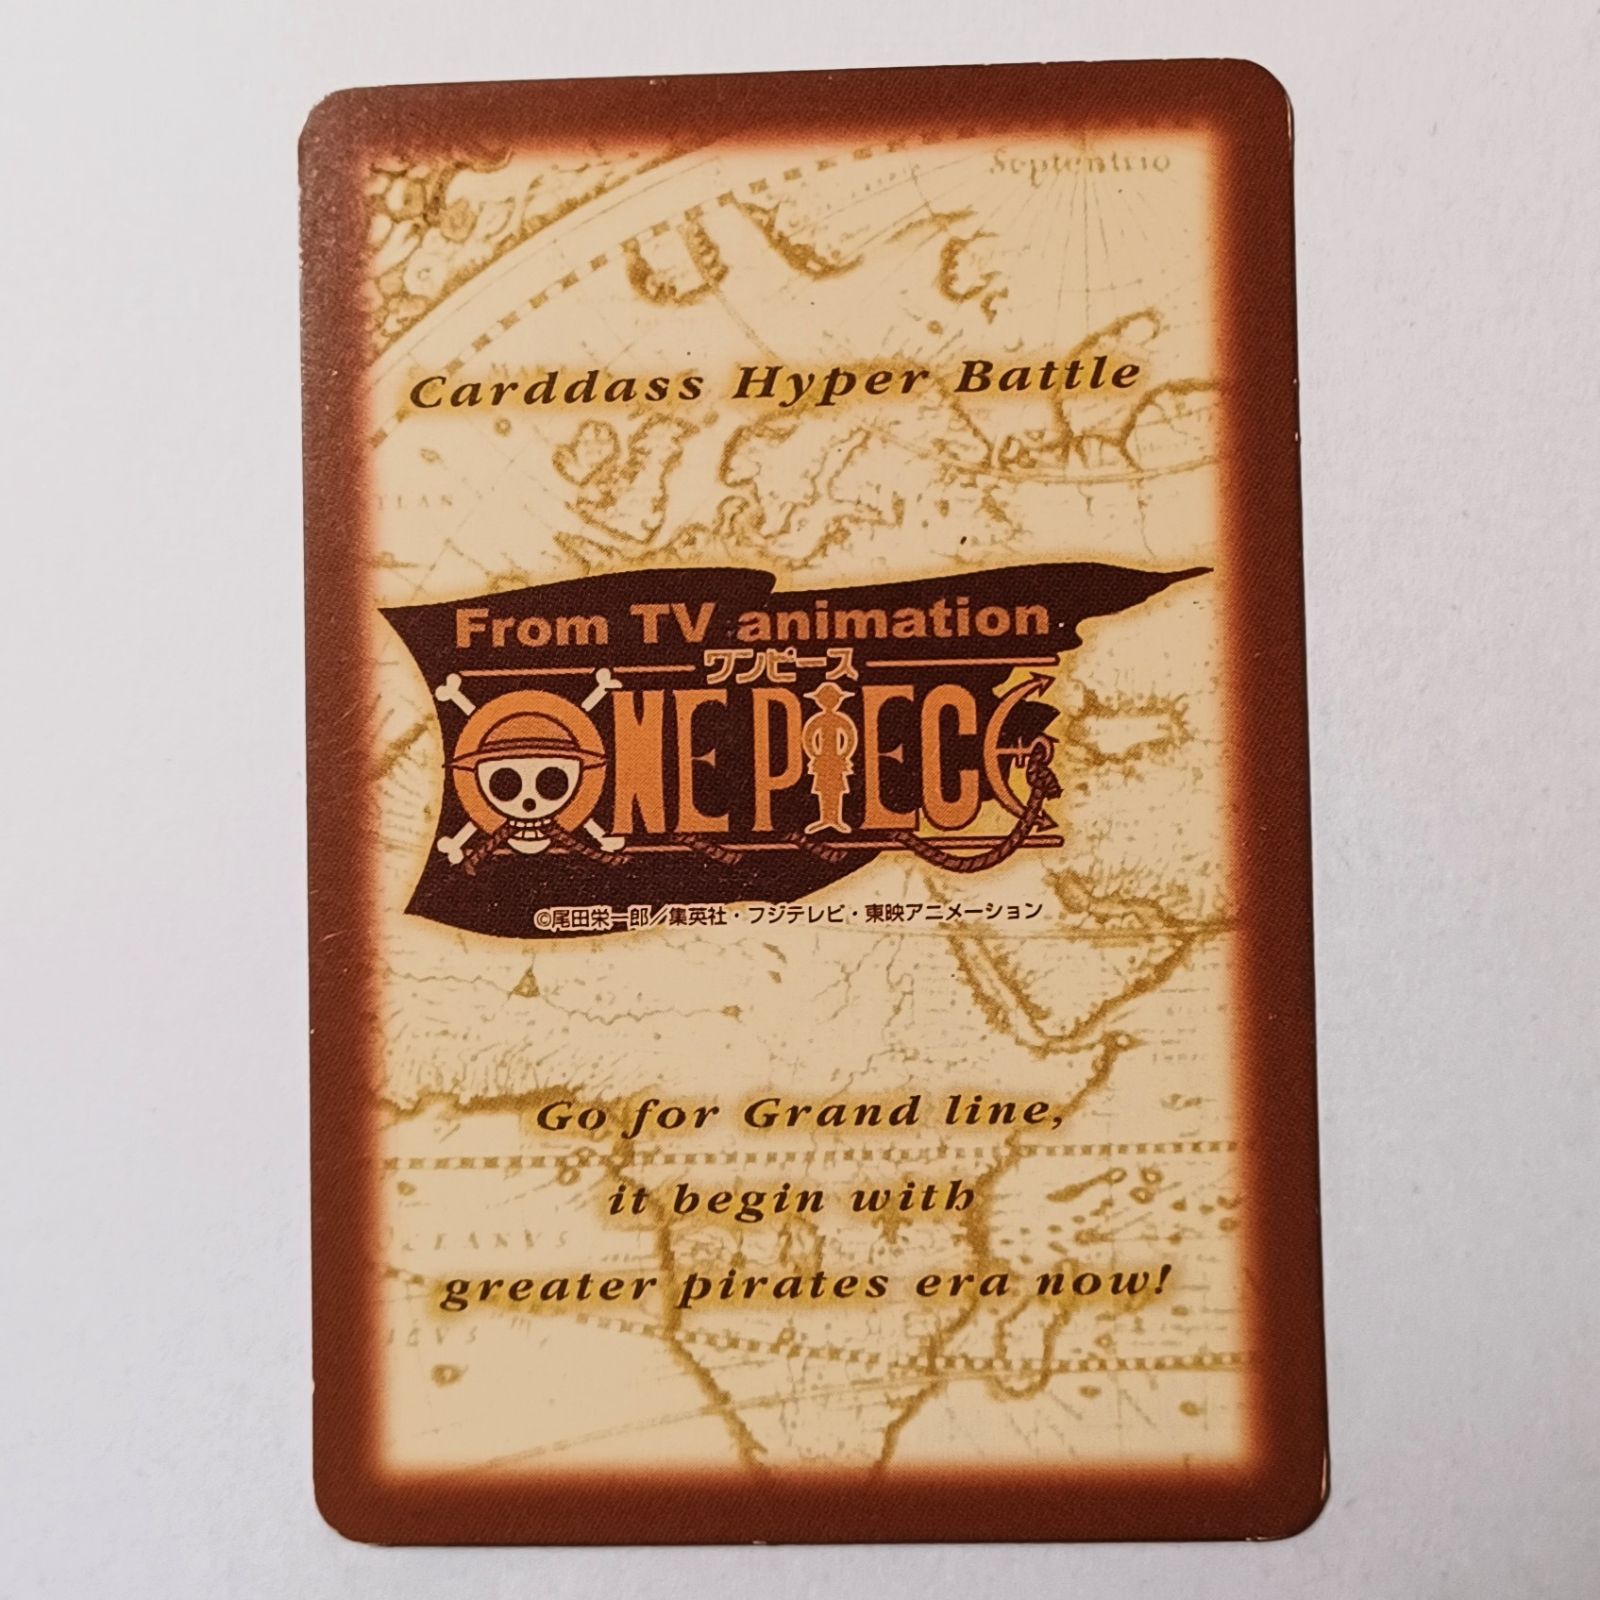 Septentrio
Carddass Hyper Battle
From TV animation
ワンピース
ONE PIECE
©尾田栄一郎／集英社・フジテレビ・東映アニメーション
Go for Grand line,
it begin with
greater pirates era now!